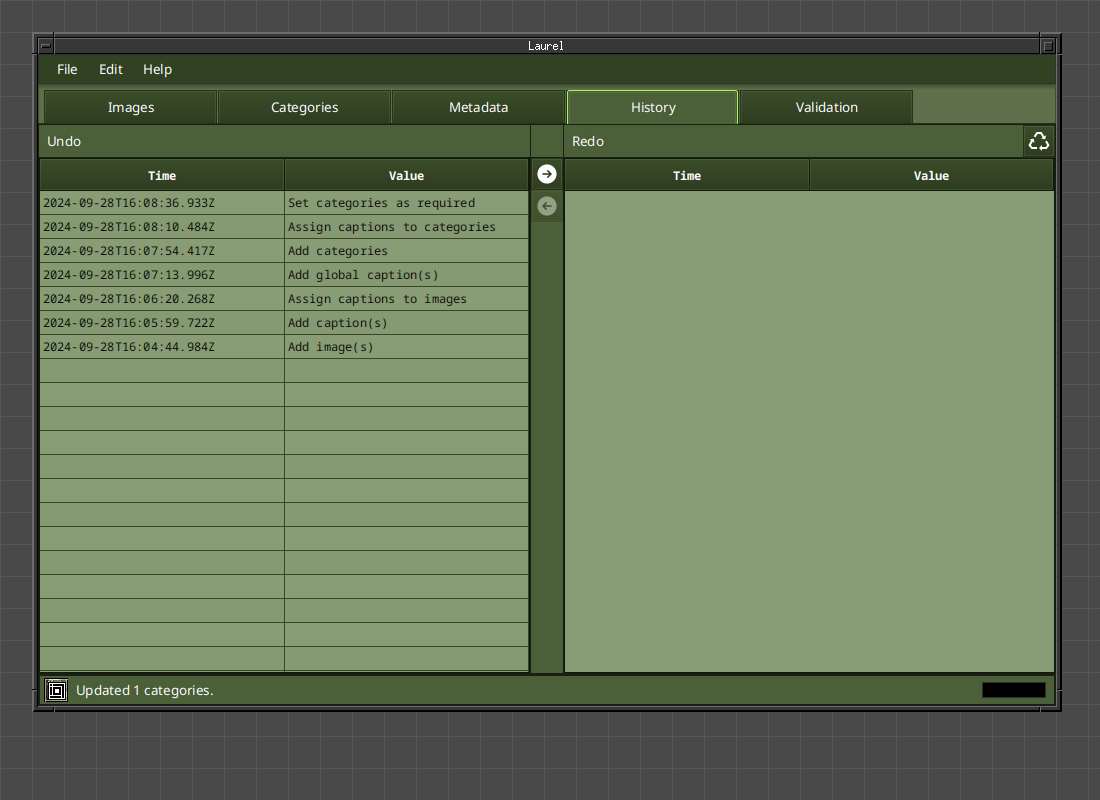 Laurel
File Edit Help
Images Categories Metadata History Validation
Undo Redo
Time Value Time Value
2024-09-28T16:08:36.933Z Set categories as required
2024-09-28T16:08:10.484Z Assign captions to categories
2024-09-28T16:07:54.417Z Add categories
2024-09-28T16:07:13.996Z Add global caption(s)
2024-09-28T16:06:20.268Z Assign captions to images
2024-09-28T16:05:59.722Z Add caption(s)
2024-09-28T16:04:44.984Z Add image(s)
Updated 1 categories.